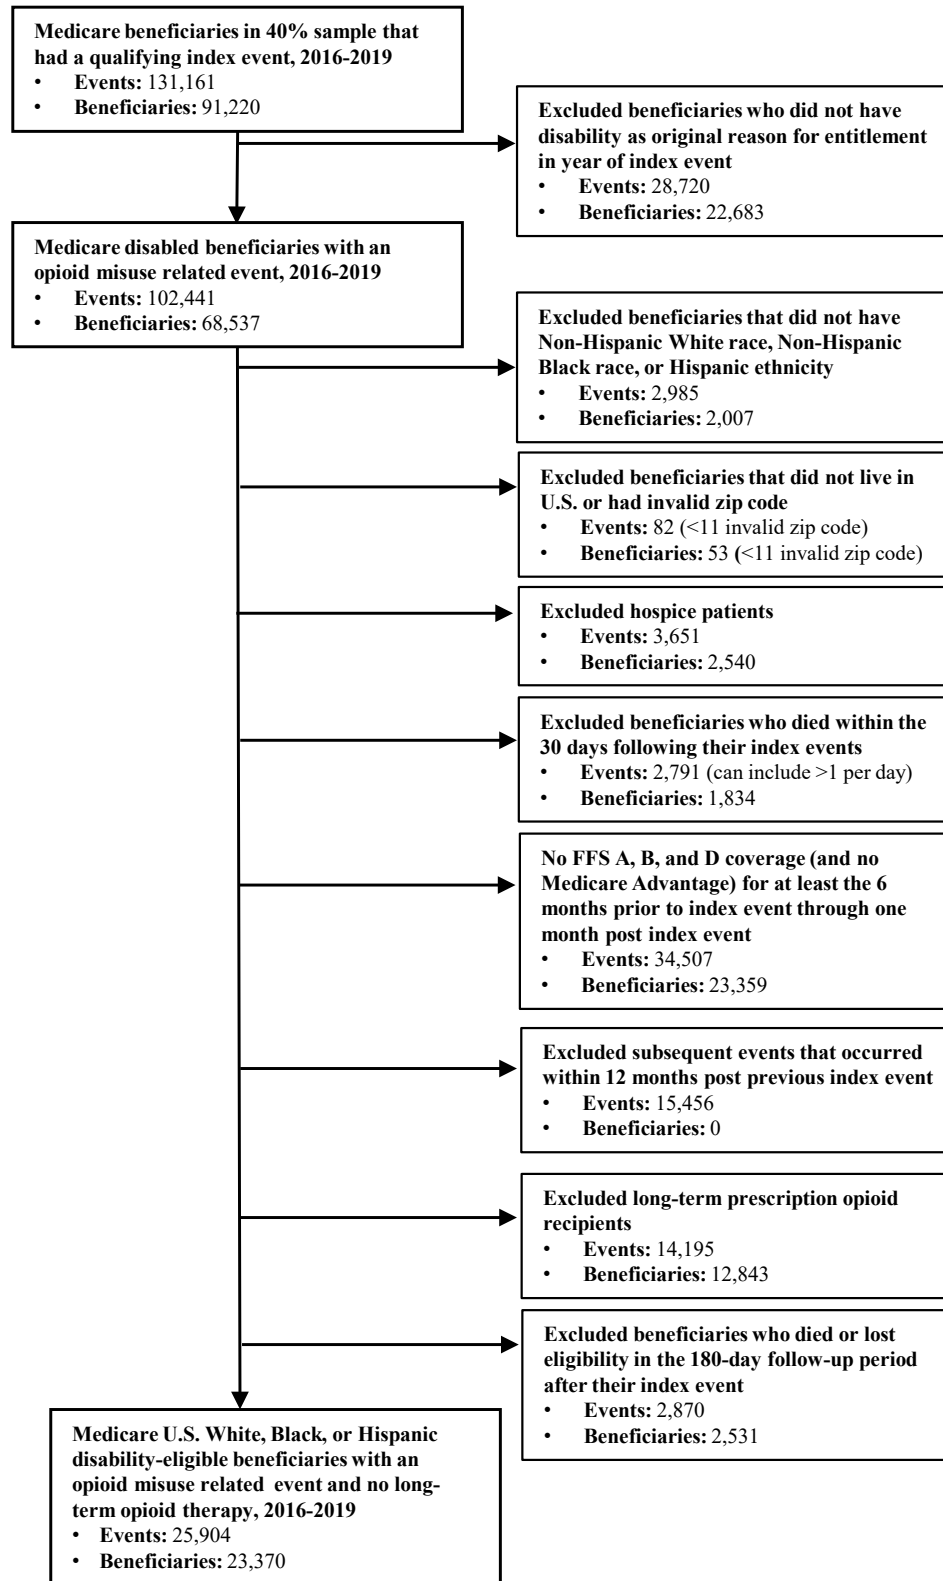 Medicare beneficiaries in 40% sample that
had a qualifying index event, 2016-2019
• Events: 131,161
• Beneficiaries: 91,220
Excluded beneficiaries who did not have
disability as original reason for entitlement
in year of index event
• Events: 28,720
• Beneficiaries: 22,683
Medicare disabled beneficiaries with an
opioid misuse related event, 2016-2019
• Events: 102,441
• Beneficiaries: 68,537
Excluded beneficiaries that did not have
Non-Hispanic White race, Non-Hispanic
Black race, or Hispanic ethnicity
• Events: 2,985
• Beneficiaries: 2,007
Excluded beneficiaries that did not live in
U.S. or had invalid zip code
• Events: 82 (<11 invalid zip code)
• Beneficiaries: 53 (<11 invalid zip code)
Excluded hospice patients
• Events: 3,651
• Beneficiaries: 2,540
Excluded beneficiaries who died within the
30 days following their index events
• Events: 2,791 (can include >1 per day)
• Beneficiaries: 1,834
No FFS A, B, and D coverage (and no
Medicare Advantage) for at least the 6
months prior to index event through one
month post index event
• Events: 34,507
• Beneficiaries: 23,359
Excluded subsequent events that occurred
within 12 months post previous index event
• Events: 15,456
• Beneficiaries: 0
Excluded long-term prescription opioid
recipients
• Events: 14,195
• Beneficiaries: 12,843
Excluded beneficiaries who died or lost
eligibility in the 180-day follow-up period
after their index event
• Events: 2,870
• Beneficiaries: 2,531
Medicare U.S. White, Black, or Hispanic
disability-eligible beneficiaries with an
opioid misuse related event and no long-
term opioid therapy, 2016-2019
• Events: 25,904
• Beneficiaries: 23,370